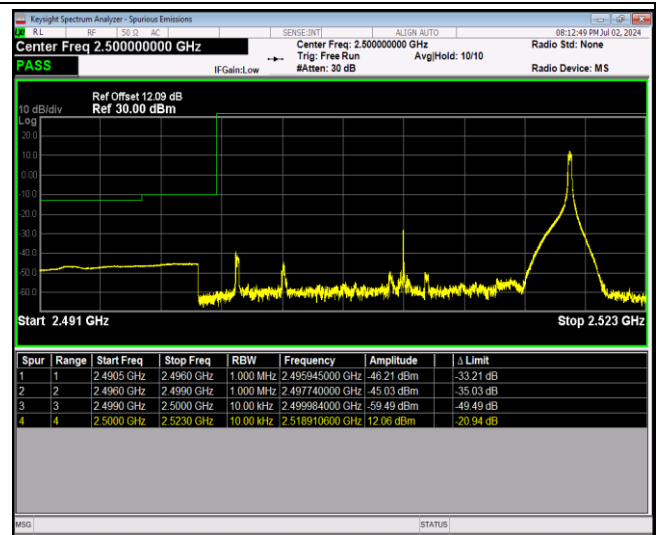 Keysight Spectrum Analyzer - Spurious Emissions
RL RF 50 Ω AC SENSE:INT ALIGN AUTO 08:12:49 PM Jul 02, 2024
Center Freq 2.500000000 GHz Center Freq: 2.500000000 GHz Radio Std: None
Trig: Free Run Avg|Hold: 10/10
PASS IFGain:Low #Atten: 30 dB Radio Device: MS
Ref Offset 12.09 dB
10 dB/div Ref 30.00 dBm
Log
20.0
10.0
0.00
-10.0
-20.0
-30.0
-40.0
-50.0
-60.0
Start 2.491 GHz Stop 2.523 GHz
Spur Range Start Freq Stop Freq RBW Frequency Amplitude Δ Limit
1 1 2.4905 GHz 2.4960 GHz 1.000 MHz 2.495945000 GHz -46.21 dBm -33.21 dB
2 2 2.4960 GHz 2.4990 GHz 1.000 MHz 2.497740000 GHz -45.03 dBm -35.03 dB
3 3 2.4990 GHz 2.5000 GHz 10.00 kHz 2.499984000 GHz -59.49 dBm -49.49 dB
4 4 2.5000 GHz 2.5230 GHz 10.00 kHz 2.518910600 GHz 12.06 dBm -20.94 dB
MSG STATUS